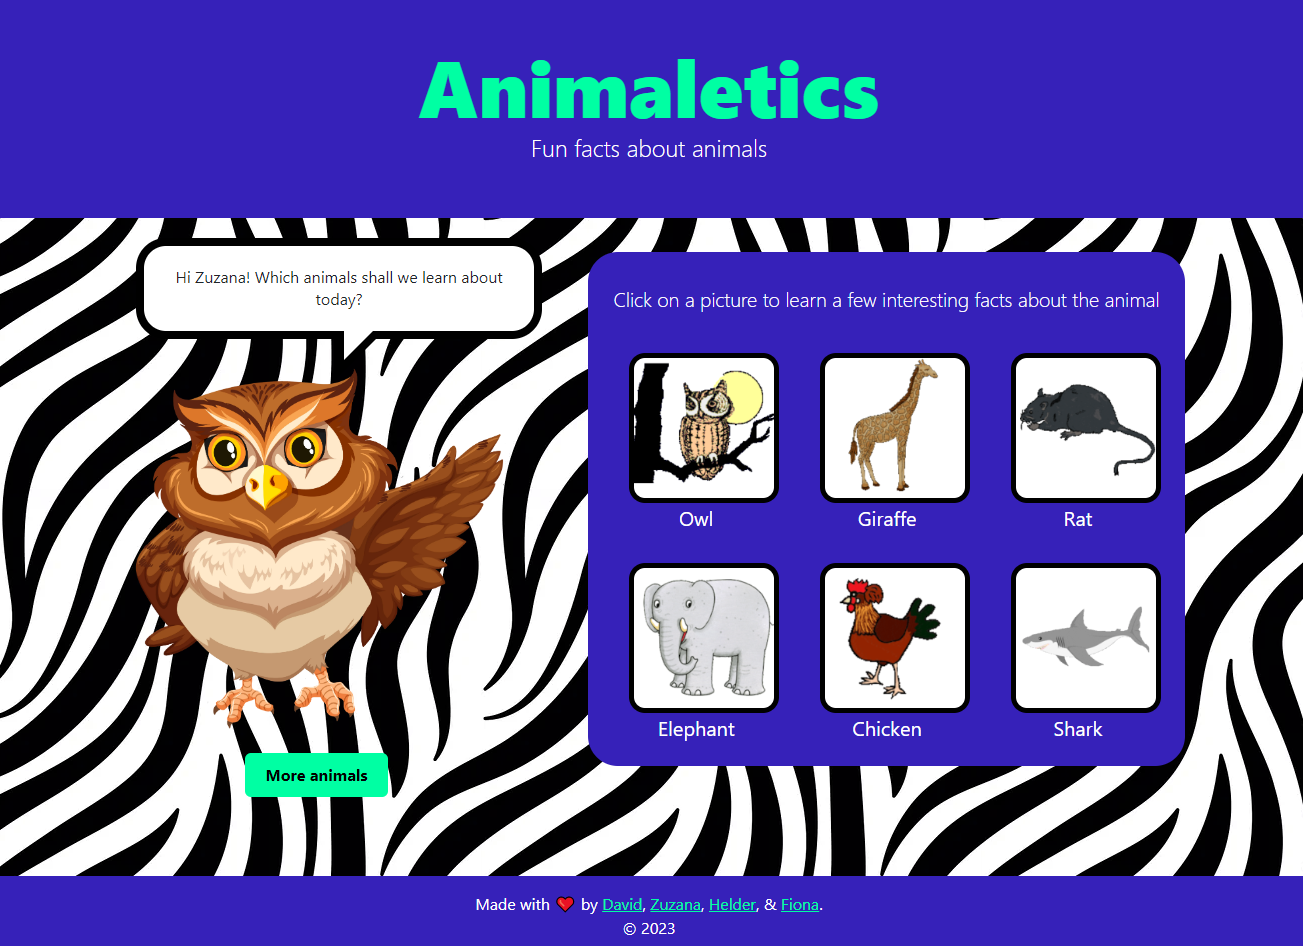 Animaletics
Fun facts about animals
Hi Zuzana! Which animals shall we learn about
today?
More animals
Click on a picture to learn a few interesting facts about the animal
Owl
Giraffe
Rat
Elephant
Chicken
Shark
Made with ❤️ by David, Zuzana, Helder, & Fiona.
© 2023